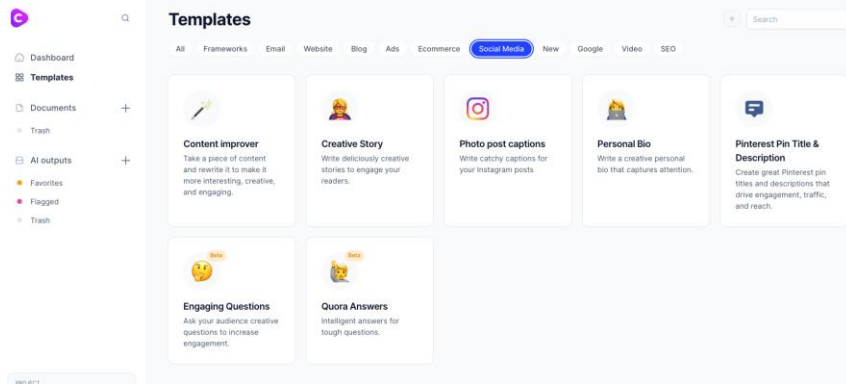 Templates
Search
All Frameworks Email Website Blog Ads Ecommerce Social Media New Google Video SEO
Dashboard
Templates
Documents
Trash
AI outputs
Favorites
Flagged
Trash
PROJECT
Content improver
Take a piece of content
and rewrite it to make it
more interesting, creative,
and engaging.
Creative Story
Write deliciously creative
stories to engage your
readers.
Photo post captions
Write catchy captions for
your Instagram posts
Personal Bio
Write a creative personal
bio that captures attention.
Pinterest Pin Title &
Description
Create great Pinterest pin
titles and descriptions that
drive engagement, traffic,
and reach.
Beta
Engaging Questions
Ask your audience creative
questions to increase
engagement.
Beta
Quora Answers
Intelligent answers for
tough questions.